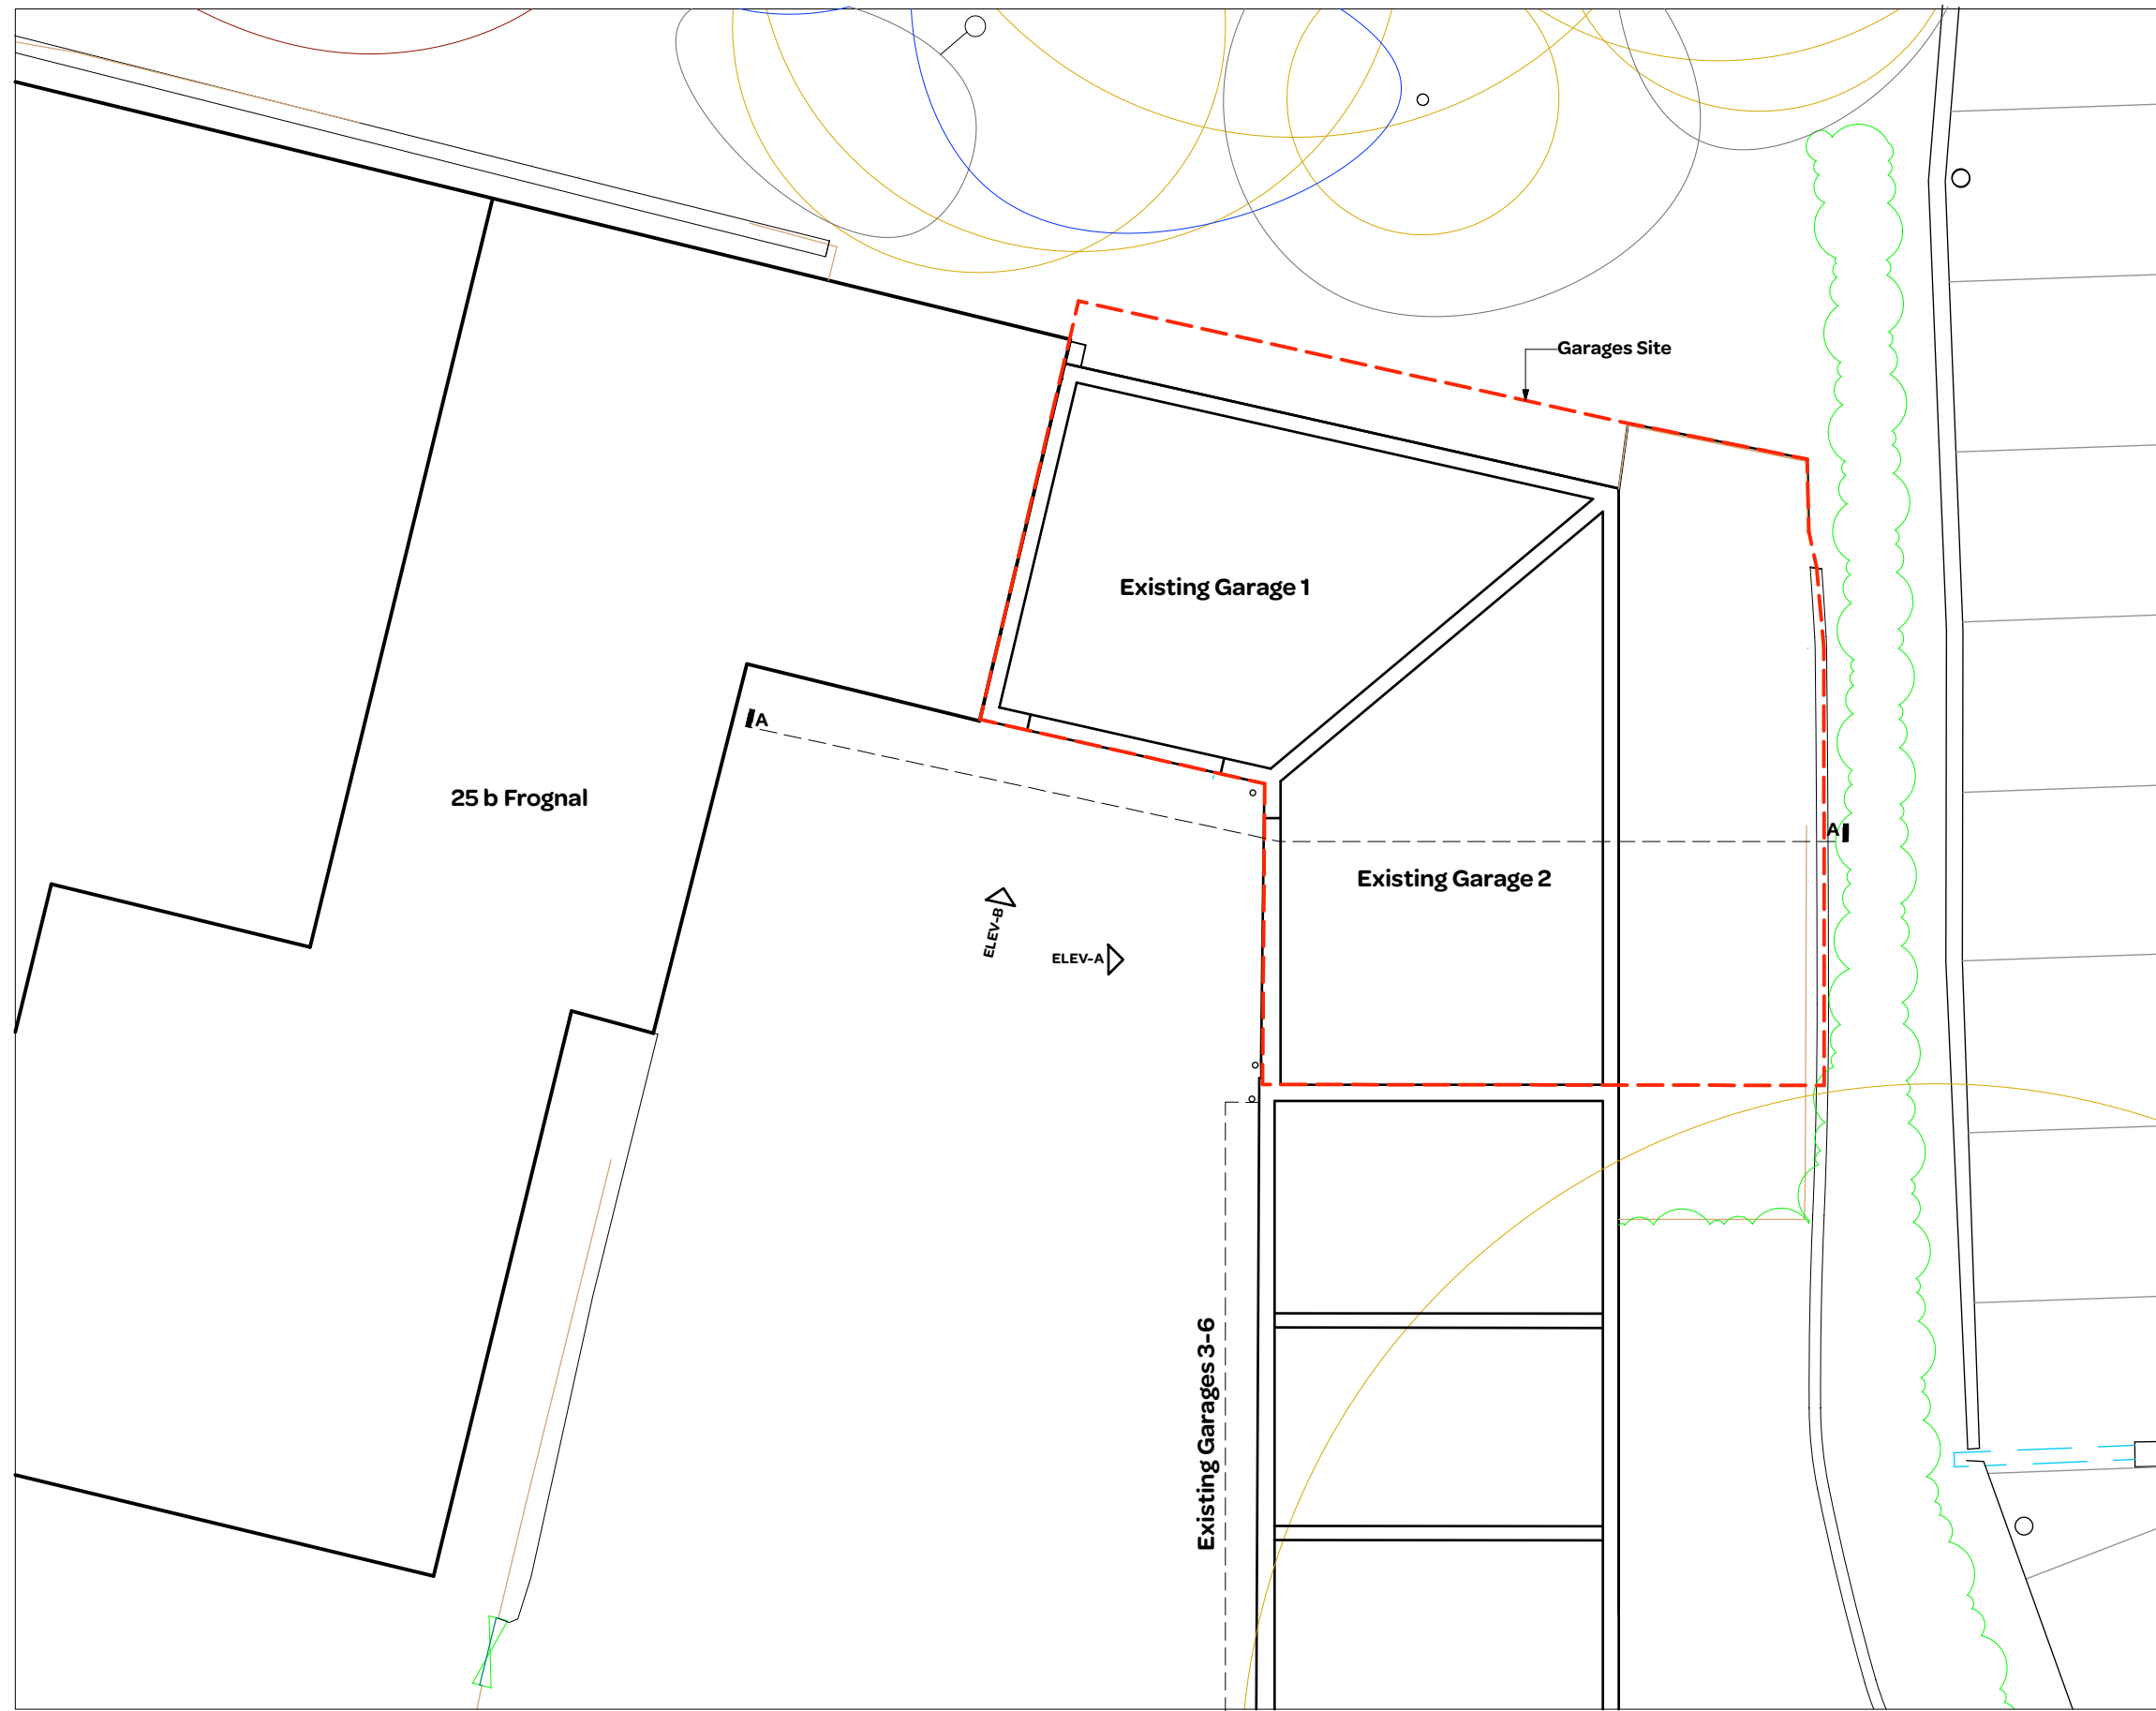 Garages Site
Existing Garage 1
A
25 b Frognal
A
Existing Garage 2
ELEV-B
ELEV-A
Existing Garages 3-6